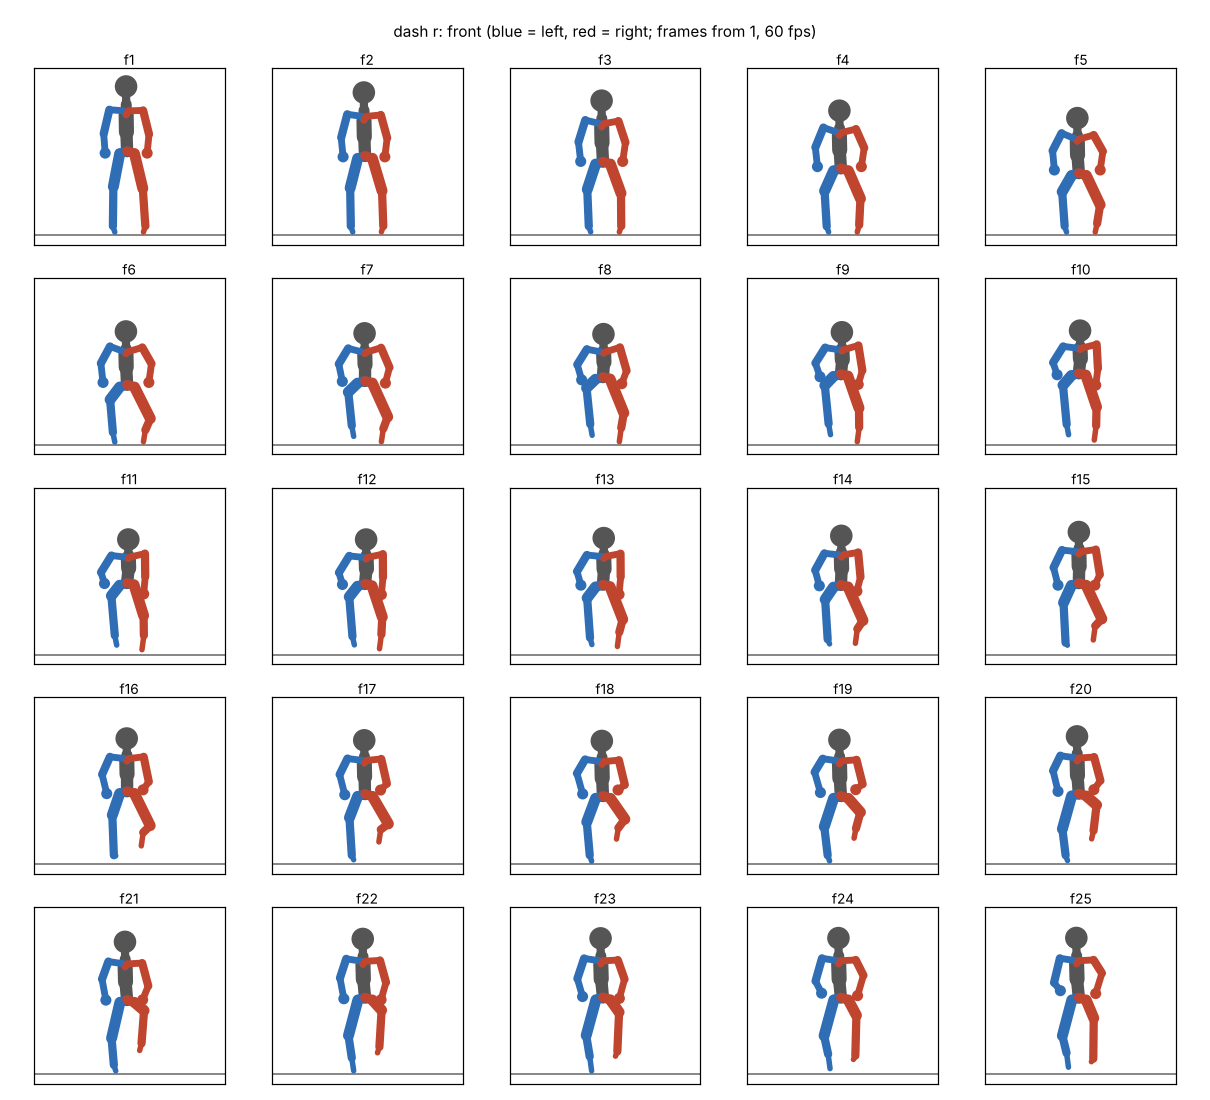 dash r: front (blue = left, red = right; frames from 1, 60 fps)
f1 f2 f3 f4 f5
f6 f7 f8 f9 f10
f11 f12 f13 f14 f15
f16 f17 f18 f19 f20
f21 f22 f23 f24 f25